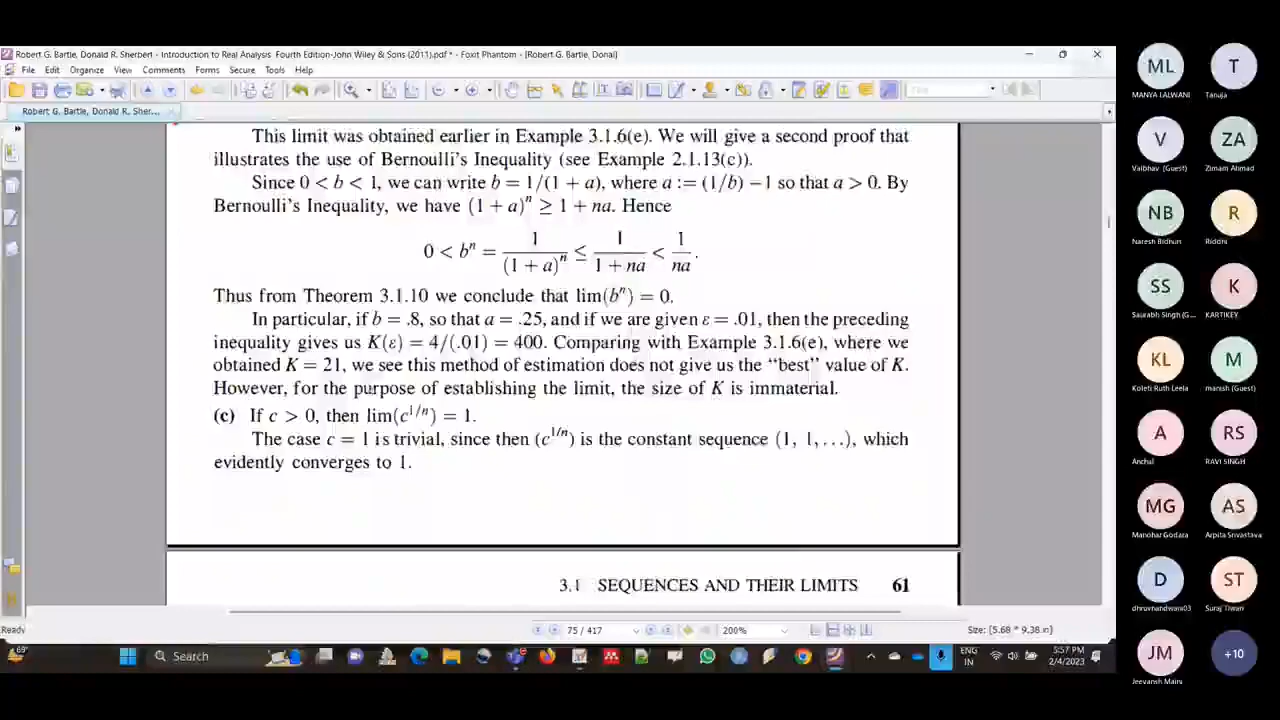 Robert G. Bartle, Donald R. Sherbert - Introduction to Real Analysis Fourth Edition-John Wiley & Sons (2011).pdf * - Foxit Phantom - [Robert G. Bartle, Donal]
File Edit Organize View Comments Forms Secure Tools Help
Robert G. Bartle, Donald R. Sher...
This limit was obtained earlier in Example 3.1.6(e). We will give a second proof that
illustrates the use of Bernoulli's Inequality (see Example 2.1.13(c)).
Since 0 < b < 1, we can write b = 1/(1 + a), where a := (1/b) −1 so that a > 0. By
Bernoulli's Inequality, we have (1 + a)ⁿ ≥ 1 + na. Hence
0 < bⁿ = 1/(1 + a)ⁿ ≤ 1/(1 + na) < 1/na.
Thus from Theorem 3.1.10 we conclude that lim(bⁿ) = 0.
In particular, if b = .8, so that a = .25, and if we are given ε = .01, then the preceding
inequality gives us K(ε) = 4/(.01) = 400. Comparing with Example 3.1.6(e), where we
obtained K = 21, we see this method of estimation does not give us the "best" value of K.
However, for the purpose of establishing the limit, the size of K is immaterial.
(c) If c > 0, then lim(c^1/n) = 1.
The case c = 1 is trivial, since then (c^1/n) is the constant sequence (1, 1, ...), which
evidently converges to 1.
3.1 SEQUENCES AND THEIR LIMITS 61
Ready
75 / 417
200%
Size: [5.68 * 9.38 in]
69°
Search
ENG
IN
5:57 PM
2/4/2023
ML
MANYA LALWANI
T
Tanuja
V
Vaibhav (Guest)
ZA
Zimam Ahmad
NB
Naresh Bidhun
R
Riddhi
SS
Saurabh Singh (G...
K
KARTIKEY
KL
Koleti Ruth Leela
M
manish (Guest)
A
Anchal
RS
RAVI SINGH
MG
Manohar Godara
AS
Arpita Srivastava
D
dhruvnandwani03
ST
Suraj Tiwari
JM
Jeevansh Maini
+10